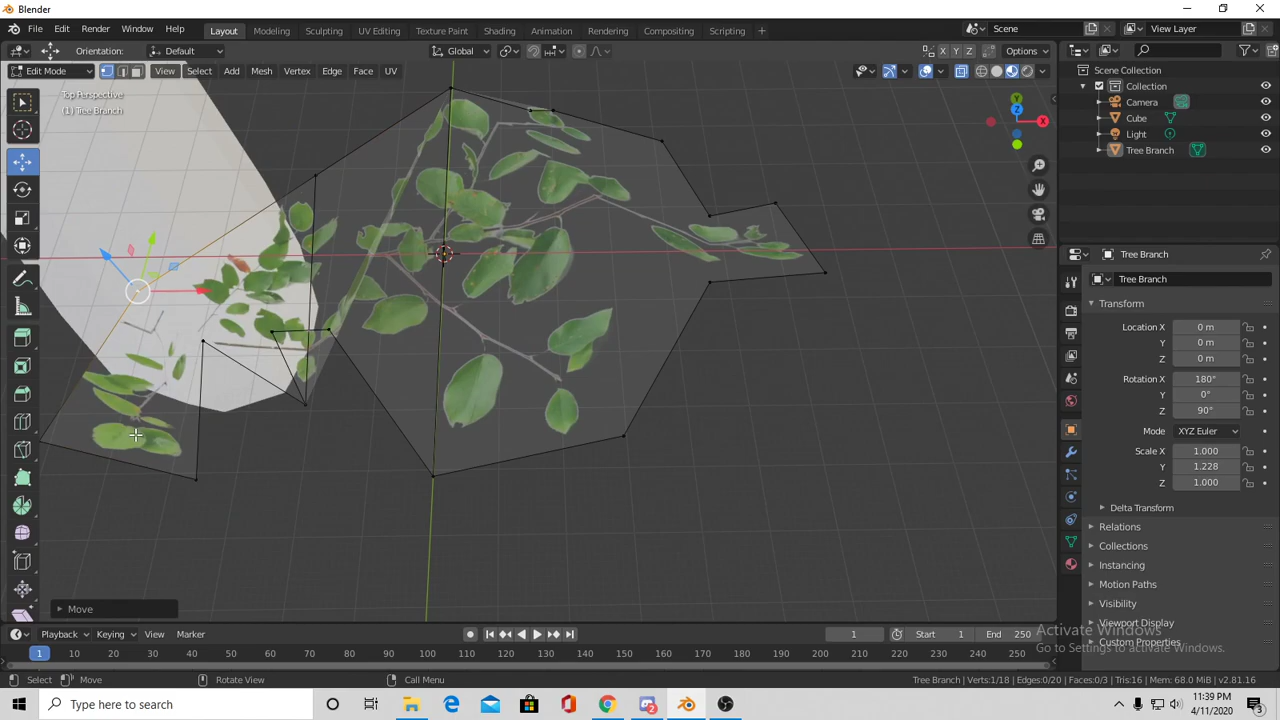 Blender
File Edit Render Window Help Layout Modeling Sculpting UV Editing Texture Paint Shading Animation Rendering Compositing Scripting + Scene View Layer
Orientation: Default Global X Y Z Options
Edit Mode View Select Add Mesh Vertex Edge Face UV
Scene Collection
Collection
Camera
Cube
Light
Tree Branch
Top Perspective
(1) Tree Branch
Y
Z
X
Tree Branch
Tree Branch
Transform
Location X 0 m
Y 0 m
Z 0 m
Rotation X 180°
Y 0°
Z 90°
Mode XYZ Euler
Scale X 1.000
Y 1.228
Z 1.000
Delta Transform
Relations
Collections
Instancing
Motion Paths
Visibility
Viewport Display
Custom Properties
Move
Activate Windows
Go to Settings to activate Windows.
Playback Keying View Marker 1 Start 1 End 250
1 10 20 30 40 50 60 70 80 90 100 110 120 130 140 150 160 170 180 190 200 210 220 230 240 250
Select Move Rotate View Call Menu Tree Branch | Verts:1/18 | Edges:0/20 | Faces:0/3 | Tris:16 | Mem: 68.0 MiB | v2.81.16
Type here to search
2
11:39 PM
4/11/2020
3